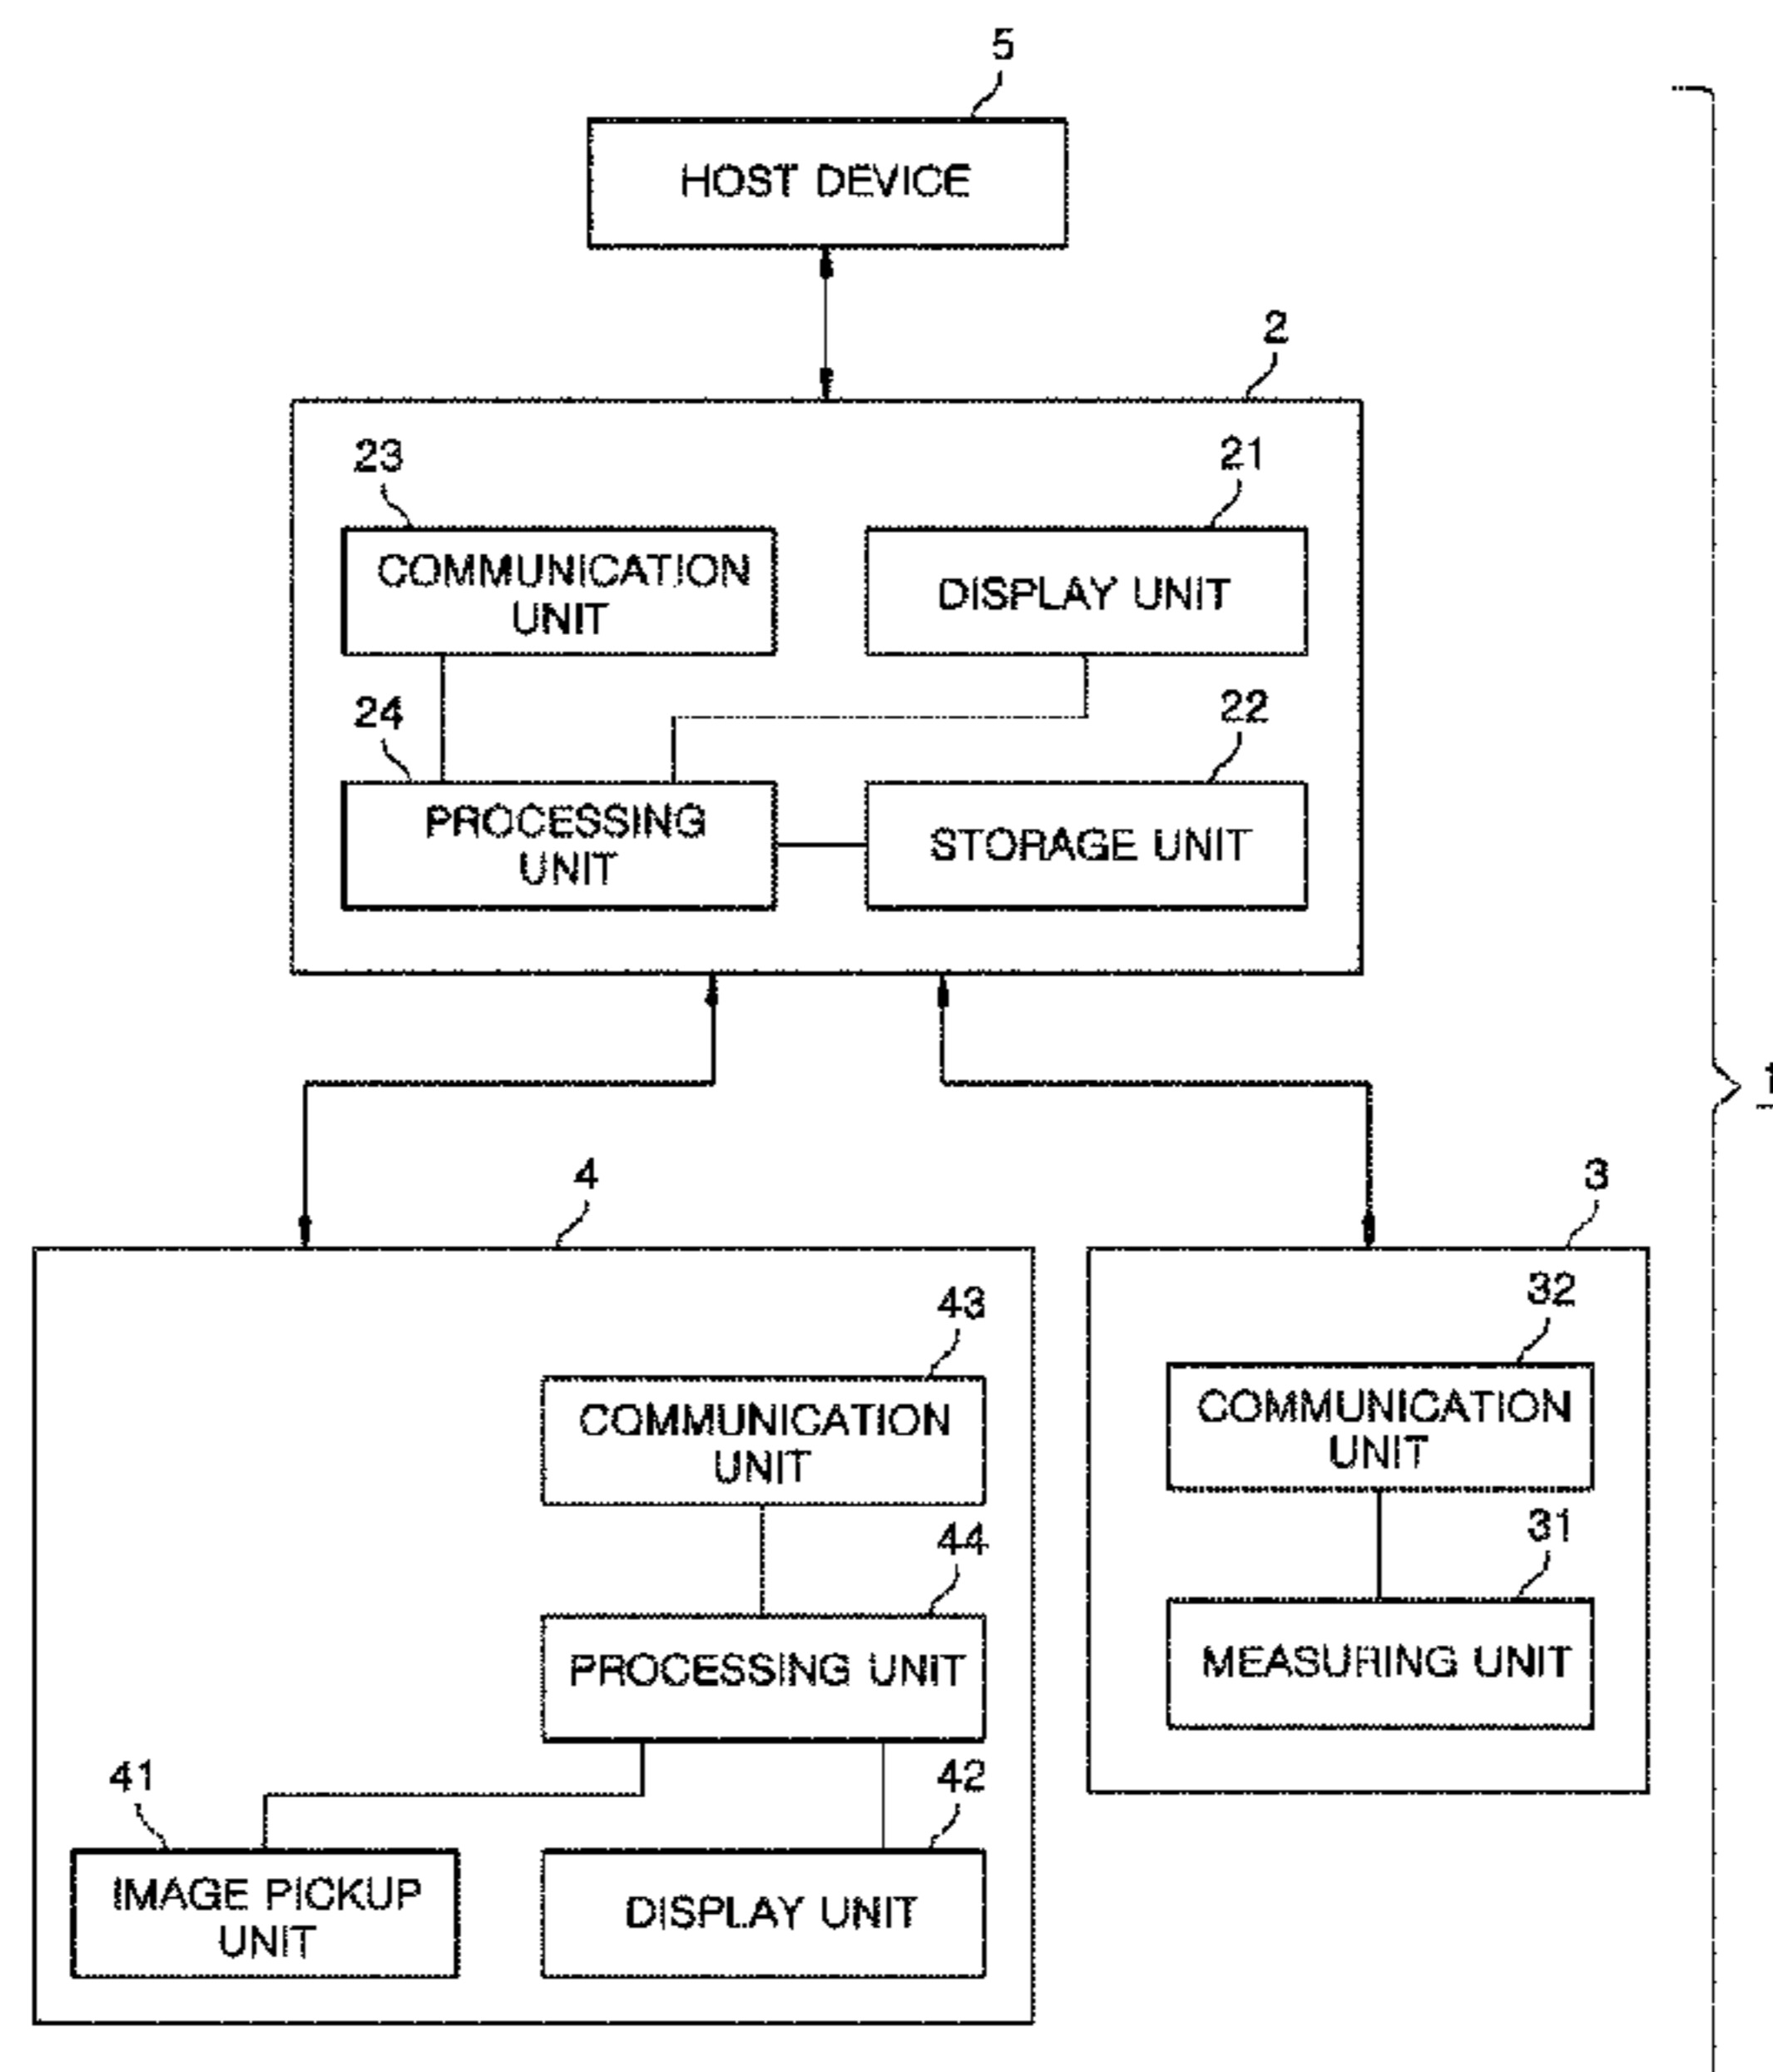 5
HOST DEVICE
2
23
21
COMMUNICATION
UNIT
DISPLAY UNIT
24
22
PROCESSING
UNIT
STORAGE UNIT
1
4
3
43
32
COMMUNICATION
UNIT
COMMUNICATION
UNIT
44
31
PROCESSING UNIT
MEASURING UNIT
41
42
IMAGE PICKUP
UNIT
DISPLAY UNIT